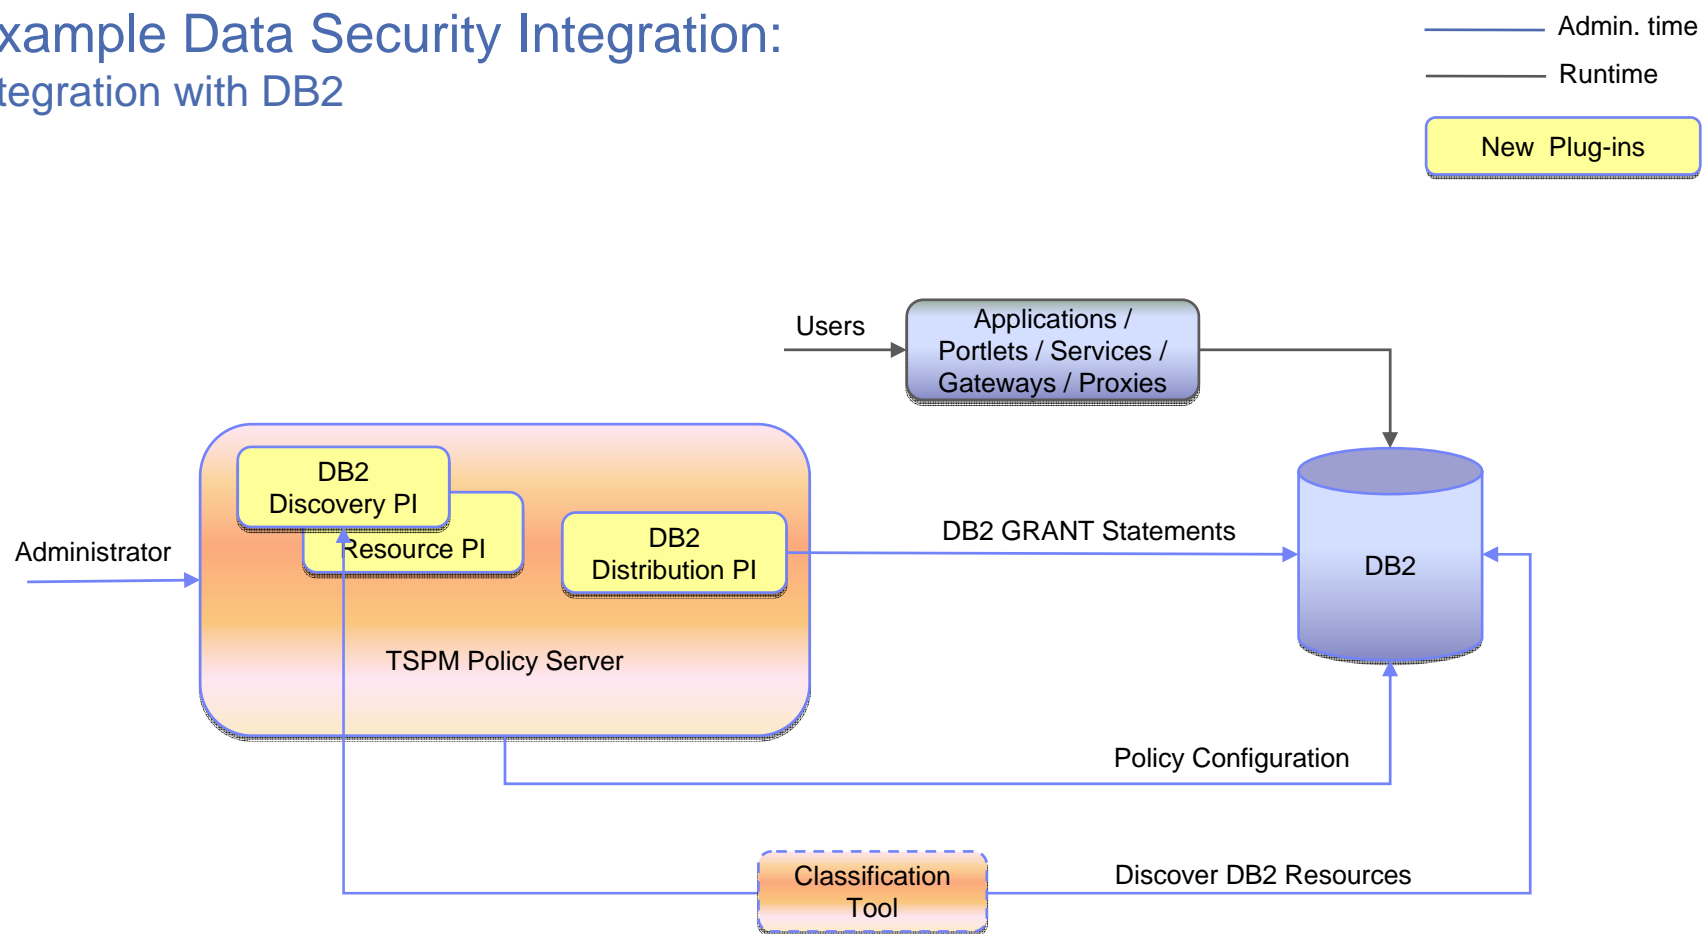 xample Data Security Integration:
tegration with DB2
Admin. time
Runtime
New Plug-ins
Users
Applications /
Portlets / Services /
Gateways / Proxies
DB2
Discovery PI
Resource PI
DB2
Distribution PI
Administrator
DB2 GRANT Statements
DB2
TSPM Policy Server
Policy Configuration
Classification
Tool
Discover DB2 Resources